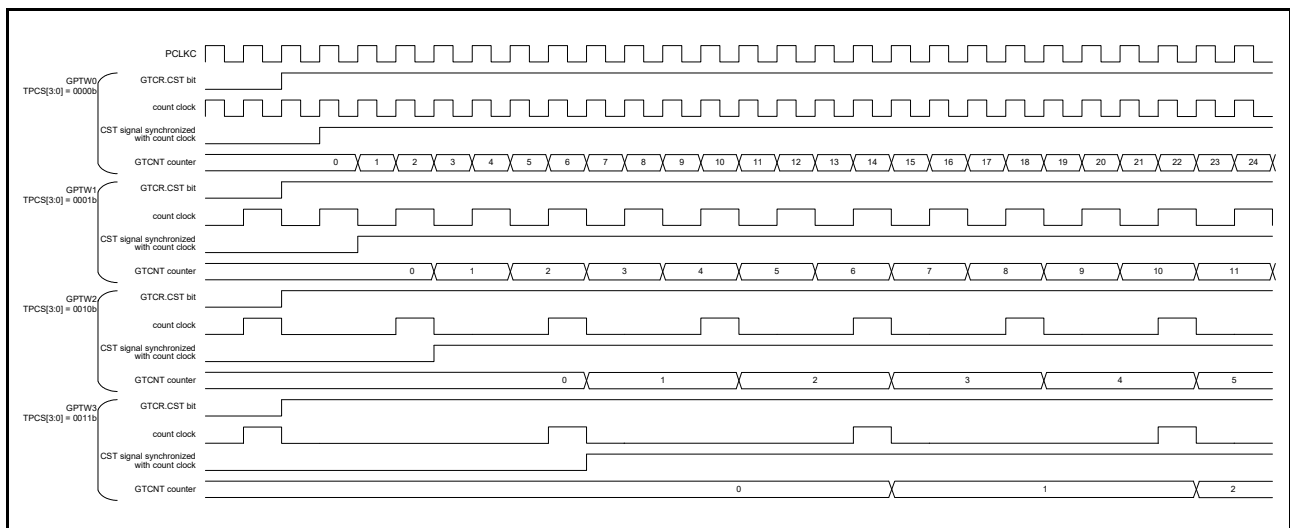 PCLKC
GPTW0
TPCS[3:0] = 0000b
GTCR.CST bit
count clock
CST signal synchronized
with count clock
GTCNT counter
0 1 2 3 4 5 6 7 8 9 10 11 12 13 14 15 16 17 18 19 20 21 22 23 24
GPTW1
TPCS[3:0] = 0001b
GTCR.CST bit
count clock
CST signal synchronized
with count clock
GTCNT counter
0 1 2 3 4 5 6 7 8 9 10 11
GPTW2
TPCS[3:0] = 0010b
GTCR.CST bit
count clock
CST signal synchronized
with count clock
GTCNT counter
0 1 2 3 4 5
GPTW3
TPCS[3:0] = 0011b
GTCR.CST bit
count clock
CST signal synchronized
with count clock
GTCNT counter
0 1 2